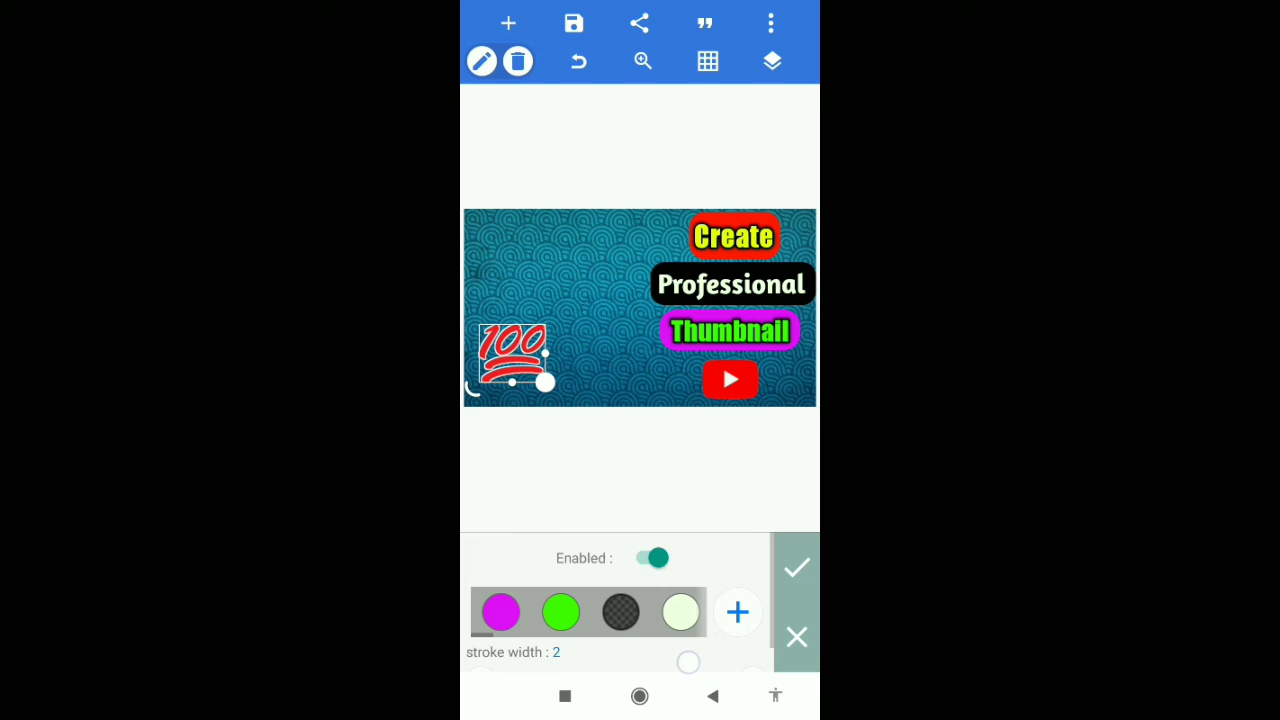 Create
Professional
Thumbnail
100
Enabled :
stroke width : 2